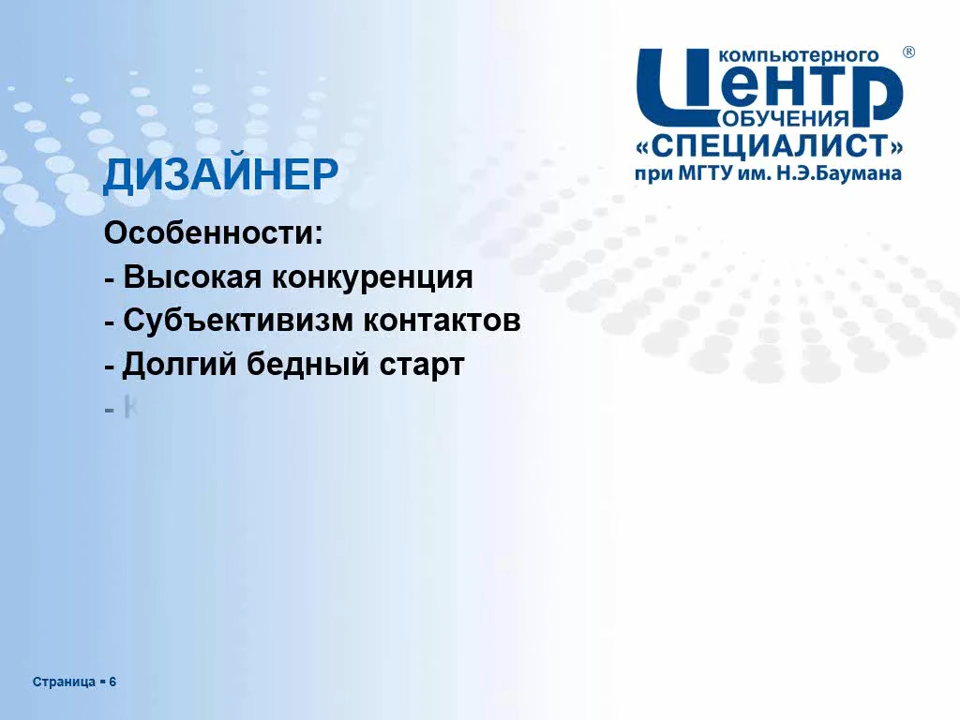 компьютерного
Центр ®
ОБУЧЕНИЯ
«СПЕЦИАЛИСТ»
при МГТУ им. Н.Э.Баумана
ДИЗАЙНЕР
Особенности:
- Высокая конкуренция
- Субъективизм контактов
- Долгий бедный старт
-
Страница ▪ 6